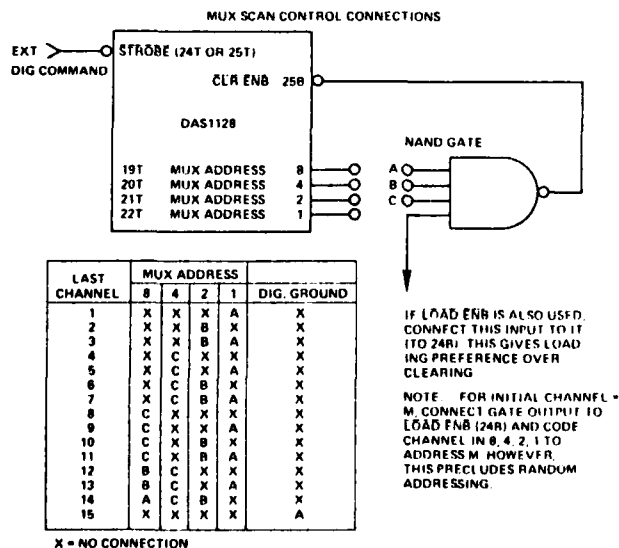 MUX SCAN CONTROL CONNECTIONS
EXT
DIG COMMAND
STROBE (24T OR 25T)
CLR ENB 25B
DAS1128
19T MUX ADDRESS 8
20T MUX ADDRESS 4
21T MUX ADDRESS 2
22T MUX ADDRESS 1
NAND GATE
A
B
C
LAST CHANNEL MUX ADDRESS
8 4 2 1 DIG. GROUND
1 X X X A X
2 X X B X X
3 X X B A X
4 X C X X X
5 X C X A X
6 X C B X X
7 X C B A X
8 C X X X X
9 C X X A X
10 C X B X X
11 C X B A X
12 B C X X X
13 B C X A X
14 A C B X X
15 X X X X A
X = NO CONNECTION
IF LOAD ENB IS ALSO USED,
CONNECT THIS INPUT TO IT
(TO 24B). THIS GIVES LOAD
ING PREFERENCE OVER
CLEARING
NOTE. FOR INITIAL CHANNEL =
M, CONNECT GATE OUTPUT TO
LOAD ENB (24B) AND CODE
CHANNEL IN 8, 4, 2, 1 TO
ADDRESS M. HOWEVER,
THIS PRECLUDES RANDOM
ADDRESSING.